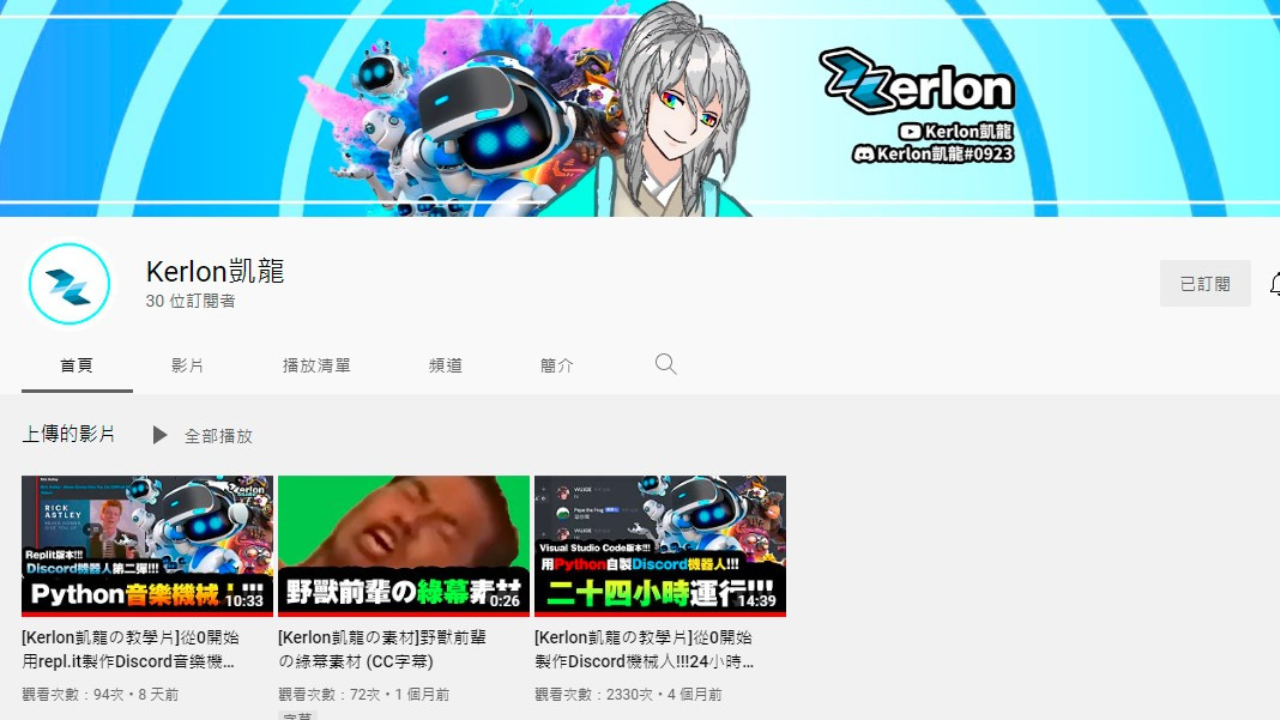 Kerlon
Kerlon凱龍
Kerlon凱龍#0923
Kerlon凱龍
30 位訂閱者
已訂閱
首頁
影片
播放清單
頻道
簡介
上傳的影片
全部播放
RICK
ASTLEY
Replit版本!!!
Discord機器人第二彈!!!
Python音樂機械人!!!
10:33
野獸前輩の綠幕素材
0:26
Visual Studio Code版本!!!
用Python自製Discord機器人!!!
二十四小時運行!!!
14:39
[Kerlon凱龍の教學片]從0開始
用repl.it製作Discord音樂機...
觀看次數：94次・8 天前
[Kerlon凱龍の素材]野獸前輩
の綠幕素材 (CC字幕)
觀看次數：72次・1 個月前
字幕
[Kerlon凱龍の教學片]從0開始
製作Discord機械人!!!24小時...
觀看次數：2330次・4 個月前